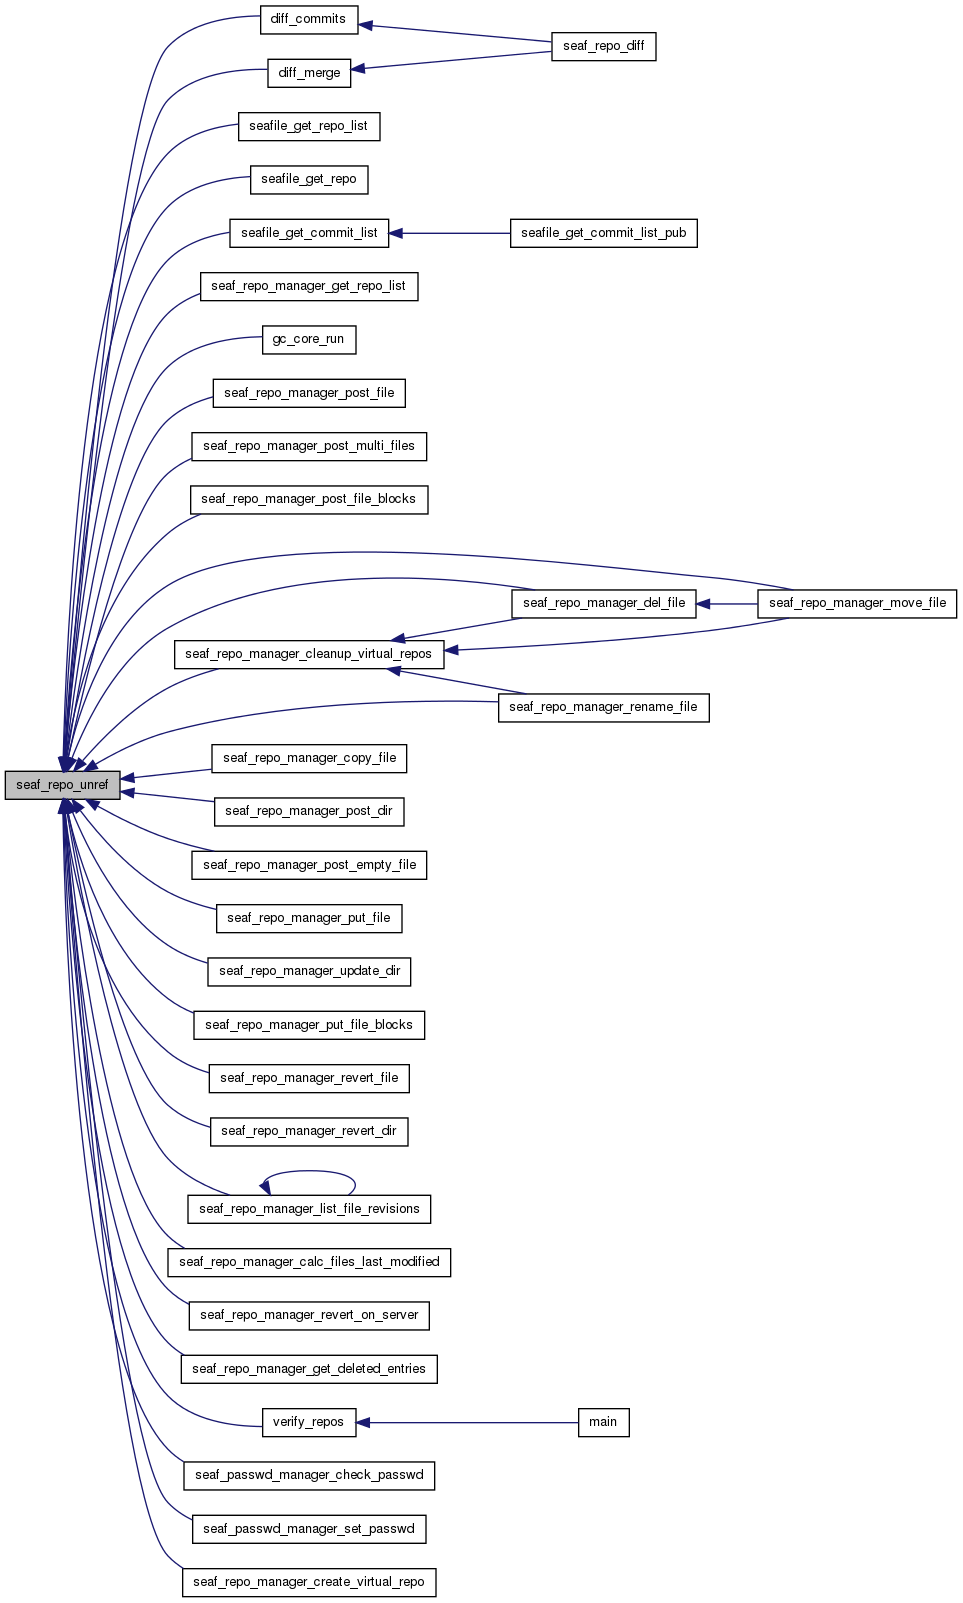 diff_commits
seaf_repo_diff
diff_merge
seafile_get_repo_list
seafile_get_repo
seafile_get_commit_list
seafile_get_commit_list_pub
seaf_repo_manager_get_repo_list
gc_core_run
seaf_repo_manager_post_file
seaf_repo_manager_post_multi_files
seaf_repo_manager_post_file_blocks
seaf_repo_manager_del_file
seaf_repo_manager_move_file
seaf_repo_manager_cleanup_virtual_repos
seaf_repo_manager_rename_file
seaf_repo_manager_copy_file
seaf_repo_unref
seaf_repo_manager_post_dir
seaf_repo_manager_post_empty_file
seaf_repo_manager_put_file
seaf_repo_manager_update_dir
seaf_repo_manager_put_file_blocks
seaf_repo_manager_revert_file
seaf_repo_manager_revert_dir
seaf_repo_manager_list_file_revisions
seaf_repo_manager_calc_files_last_modified
seaf_repo_manager_revert_on_server
seaf_repo_manager_get_deleted_entries
verify_repos
main
seaf_passwd_manager_check_passwd
seaf_passwd_manager_set_passwd
seaf_repo_manager_create_virtual_repo